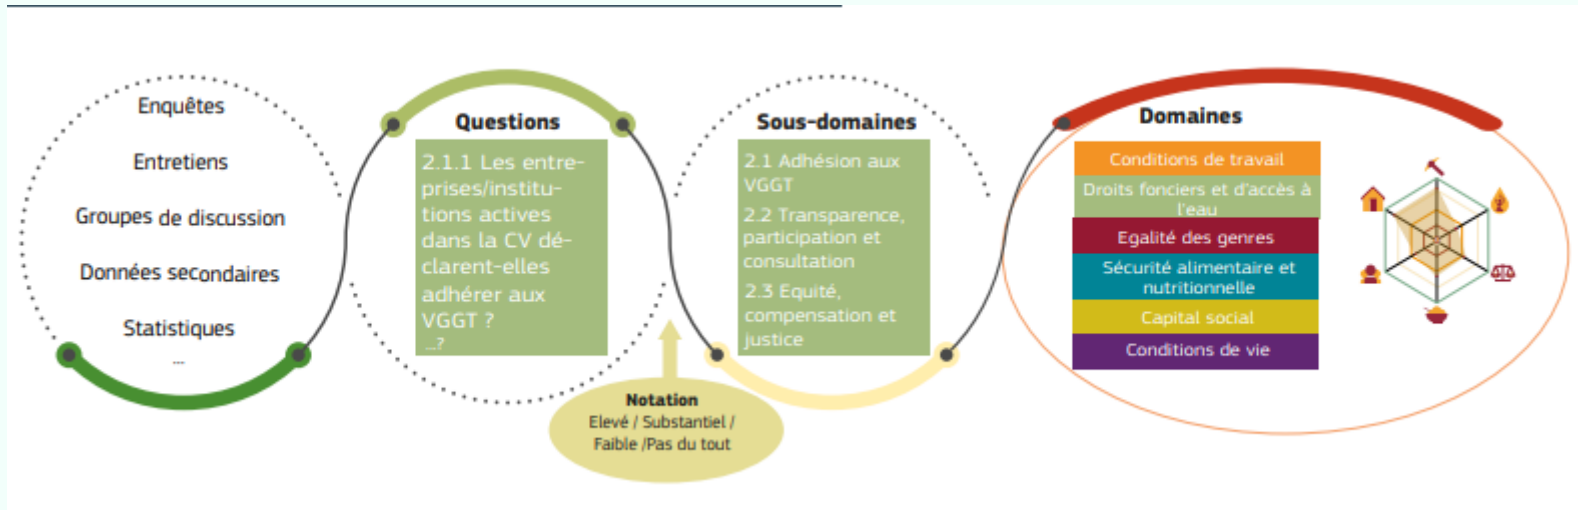 Enquêtes
Entretiens
Groupes de discussion
Données secondaires
Statistiques
...
Questions
2.1.1 Les entre-
prises/institu-
tions actives
dans la CV dé-
clarent-elles
adhérer aux
VGGT ?
...?
Notation
Elevé / Substantiel /
Faible /Pas du tout
Sous-domaines
2.1 Adhésion aux
VGGT
2.2 Transparence,
participation et
consultation
2.3 Equité,
compensation et
justice
Domaines
Conditions de travail
Droits fonciers et d'accès à
l'eau
Egalité des genres
Sécurité alimentaire et
nutritionnelle
Capital social
Conditions de vie